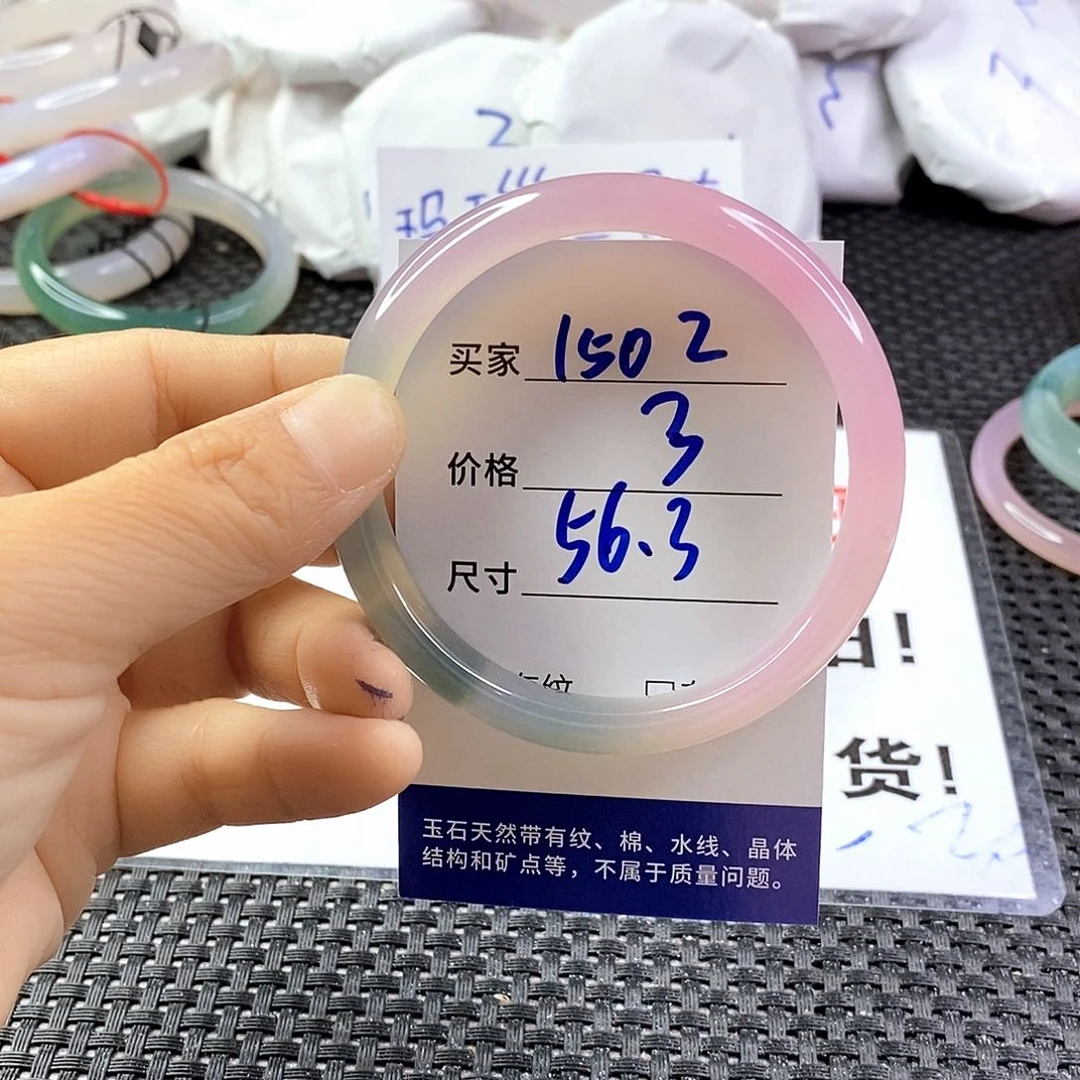 买家 1502
价格 3
尺寸 56.3
玉石天然带有纹、棉、水线、晶体
结构和矿点等，不属于质量问题。
货！